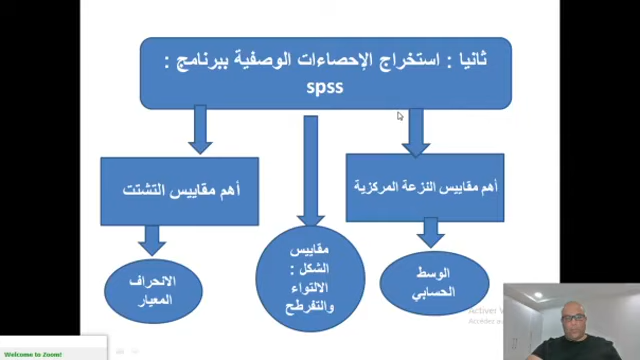 ثانيا : استخراج الإحصاءات الوصفية ببرنامج :
spss
أهم مقاييس النزعة المركزية
أهم مقاييس التشتت
الوسط
الحسابي
مقاييس
الشكل :
الالتواء
والتفرطح
الانحراف
المعيار
Activer
Welcome to Zoom!